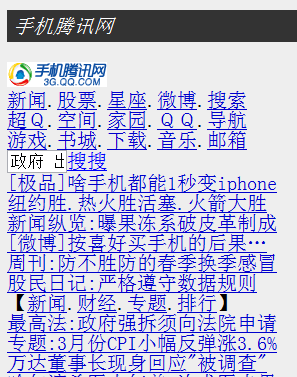 手机腾讯网
手机腾讯网
新闻.股票.星座.微博.搜索
超Q.空间.家园.QQ.导航
游戏.书城.下载.音乐.邮箱
政府 搜搜
[极品]啥手机都能1秒变iphone
纽约胜.热火胜活塞.火箭大胜
新闻纵览:曝果冻系破皮革制成
[微博]按喜好买手机的后果…
周刊:防不胜防的春季换季感冒
股民日记:严格遵守数据规则
【新闻.财经.专题.排行】
最高法:政府强拆须向法院申请
专题:3月份CPI小幅反弹涨3.6%
万达董事长现身回应"被调查"